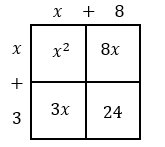 x + 8
x x² 8x
+
3 3x 24